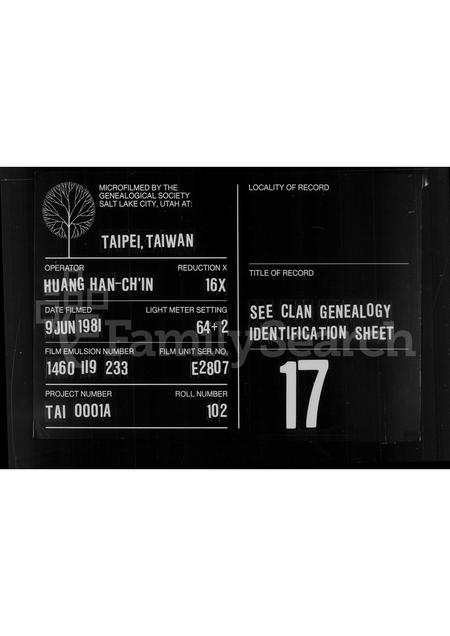 MICROFILMED BY THE
GENEALOGICAL SOCIETY
SALT LAKE CITY, UTAH AT:
TAIPEI, TAIWAN
OPERATOR REDUCTION X
HUANG HAN-CH'IN 16X
DATE FILMED LIGHT METER SETTING
9 JUN 1981 64+2
FILM EMULSION NUMBER FILM UNIT SER. NO.
1460 119 233 E2807
PROJECT NUMBER ROLL NUMBER
TAI 0001A 102
LOCALITY OF RECORD
TITLE OF RECORD
SEE CLAN GENEALOGY
IDENTIFICATION SHEET
17
FamilySearch